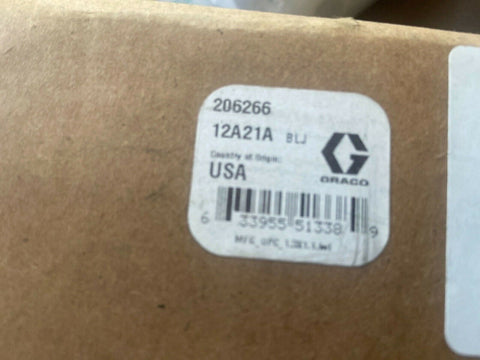 206266
12A21A BLJ
GRACO
Country of Origin:
USA
6 33955 51338 9